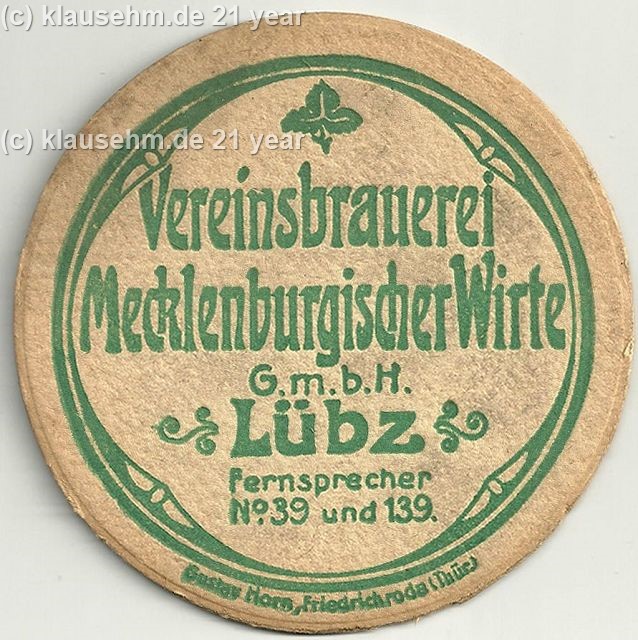 (c) klausehm.de 21 year
(c) klausehm.de 21 year
Vereinsbrauerei
Mecklenburgischer Wirte
G.m.b.H.
Lübz
Fernsprecher
No. 39 und 139.
Gustav Horn, Friedrichroda (Thür.)